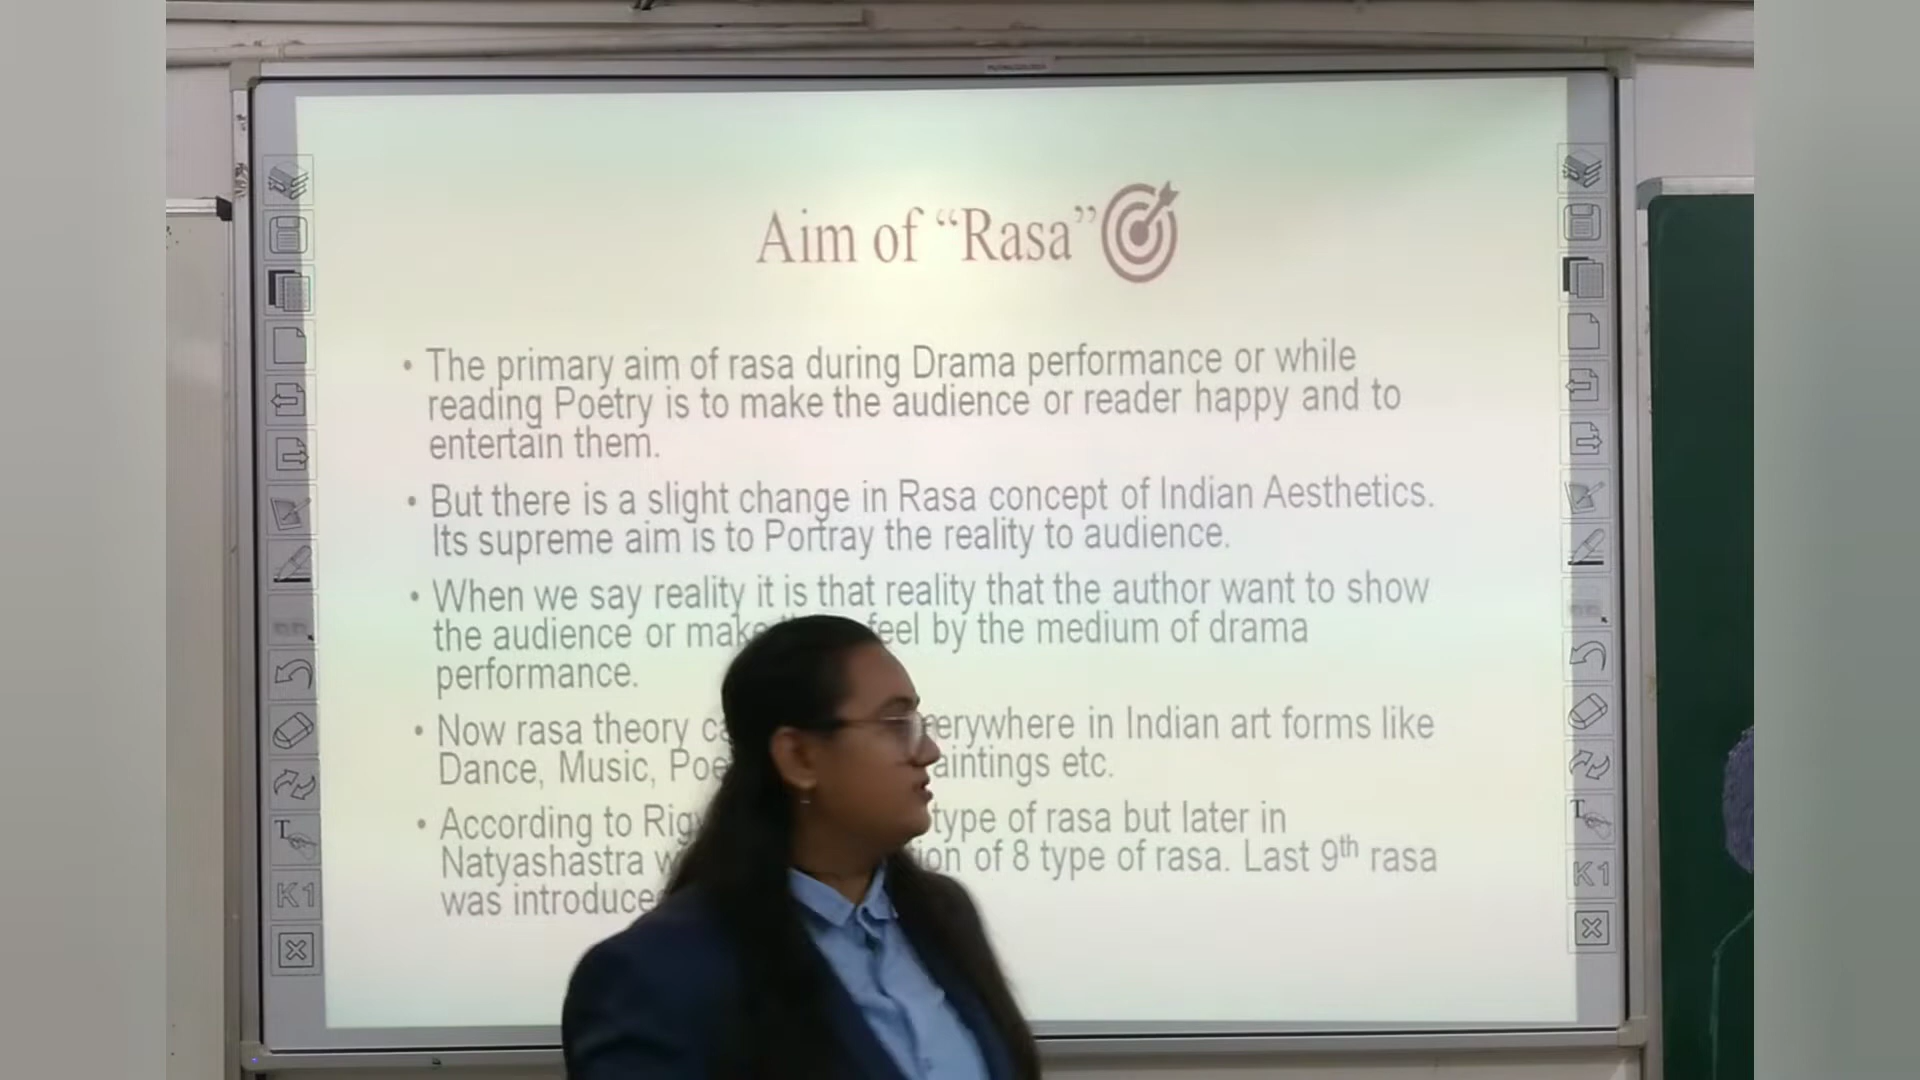 Aim of “Rasa”
• The primary aim of rasa during Drama performance or while
reading Poetry is to make the audience or reader happy and to
entertain them.
• But there is a slight change in Rasa concept of Indian Aesthetics.
Its supreme aim is to Portray the reality to audience.
• When we say reality it is that reality that the author want to show
the audience or make feel by the medium of drama
performance.
• Now rasa theory in Indian art forms like
Dance, Music, etc.
• According to type of rasa but later in
Natyashastra of 8 type of rasa. Last 9th rasa
was
T
K1
T
K1